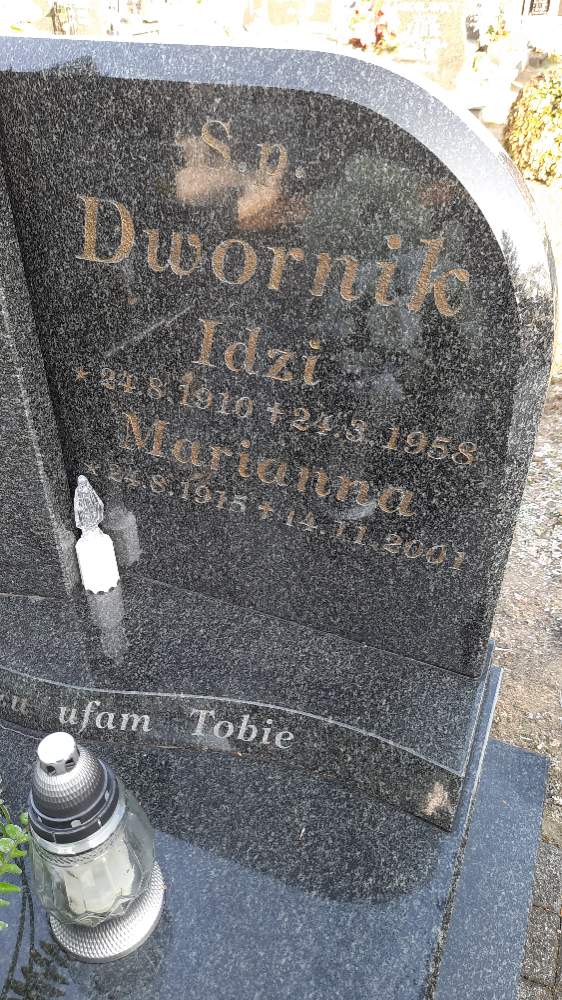 Ś.p.
Dwornik
Idzi
* 24.8.1910 + 24.3.1958
Marianna
* 24.8.1915 + 14.11.2001
ufam Tobie